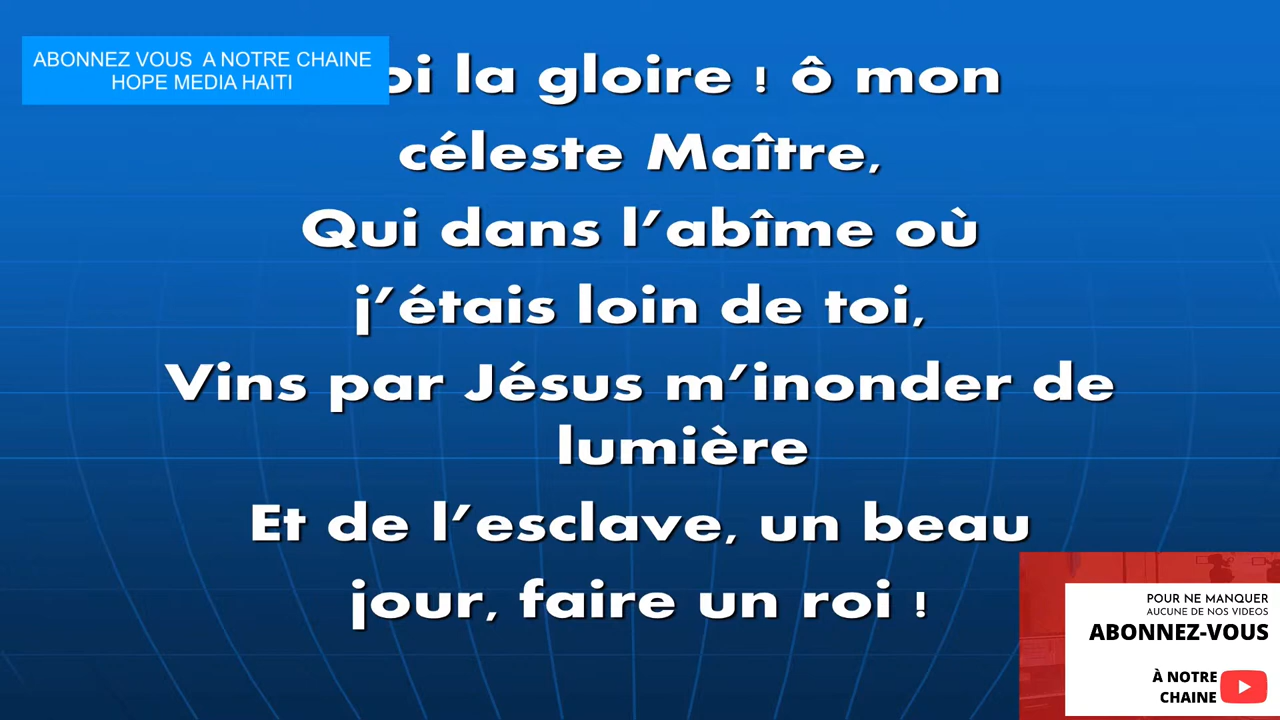 ABONNEZ VOUS A NOTRE CHAINE
HOPE MEDIA HAITI
la gloire ! ô mon
céleste Maître,
Qui dans l’abîme où
j’étais loin de toi,
Vins par Jésus m’inonder de
lumière
Et de l’esclave, un beau
jour, faire un roi !
POUR NE MANQUER
AUCUNE DE NOS VIDEOS
ABONNEZ-VOUS
À NOTRE
CHAINE